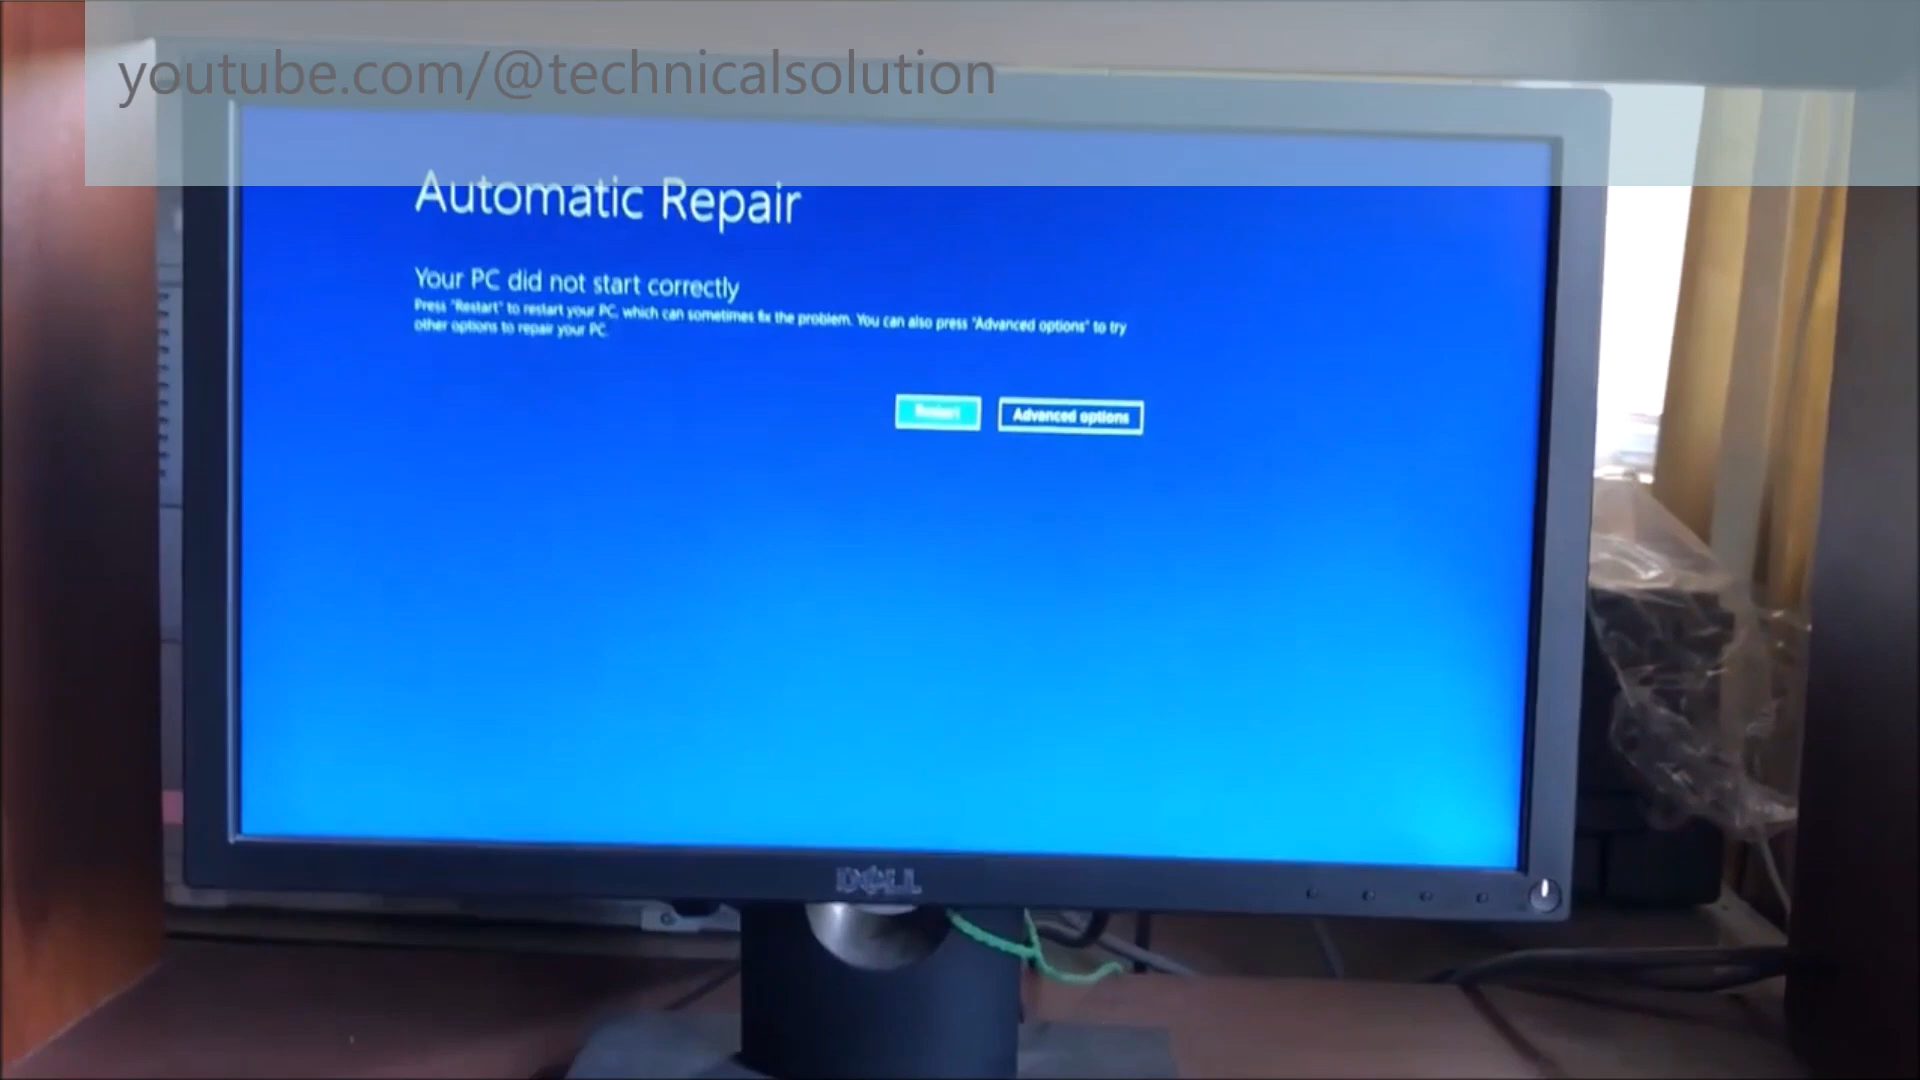 youtube.com/@technicalsolution
Automatic Repair
Your PC did not start correctly
Press "Restart" to restart your PC, which can sometimes fix the problem. You can also press "Advanced options" to try
other options to repair your PC.
Restart
Advanced options
DELL